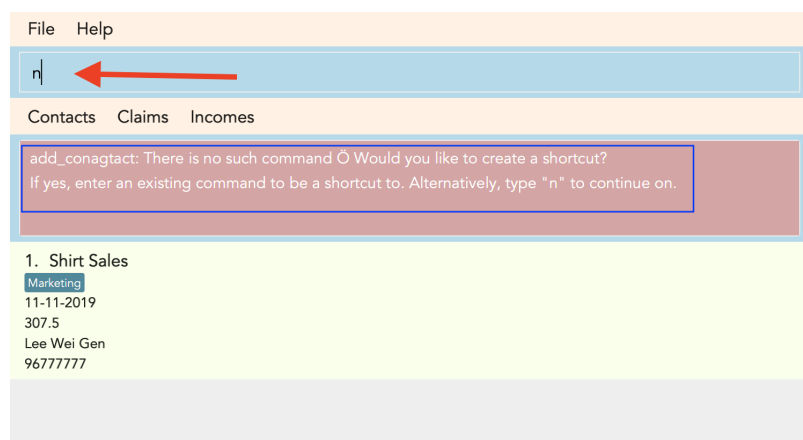 File Help
n
Contacts Claims Incomes
add_conagtact: There is no such command Ö Would you like to create a shortcut?
If yes, enter an existing command to be a shortcut to. Alternatively, type "n" to continue on.
1. Shirt Sales
Marketing
11-11-2019
307.5
Lee Wei Gen
96777777